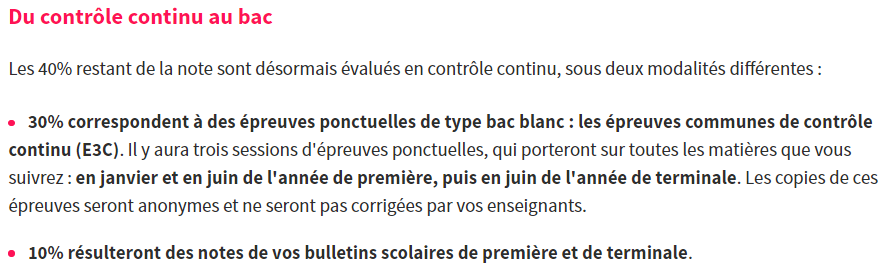 Du contrôle continu au bac
Les 40% restant de la note sont désormais évalués en contrôle continu, sous deux modalités différentes :
• 30% correspondent à des épreuves ponctuelles de type bac blanc : les épreuves communes de contrôle
continu (E3C). Il y aura trois sessions d'épreuves ponctuelles, qui porteront sur toutes les matières que vous
suivrez : en janvier et en juin de l'année de première, puis en juin de l'année de terminale. Les copies de ces
épreuves seront anonymes et ne seront pas corrigées par vos enseignants.
• 10% résulteront des notes de vos bulletins scolaires de première et de terminale.